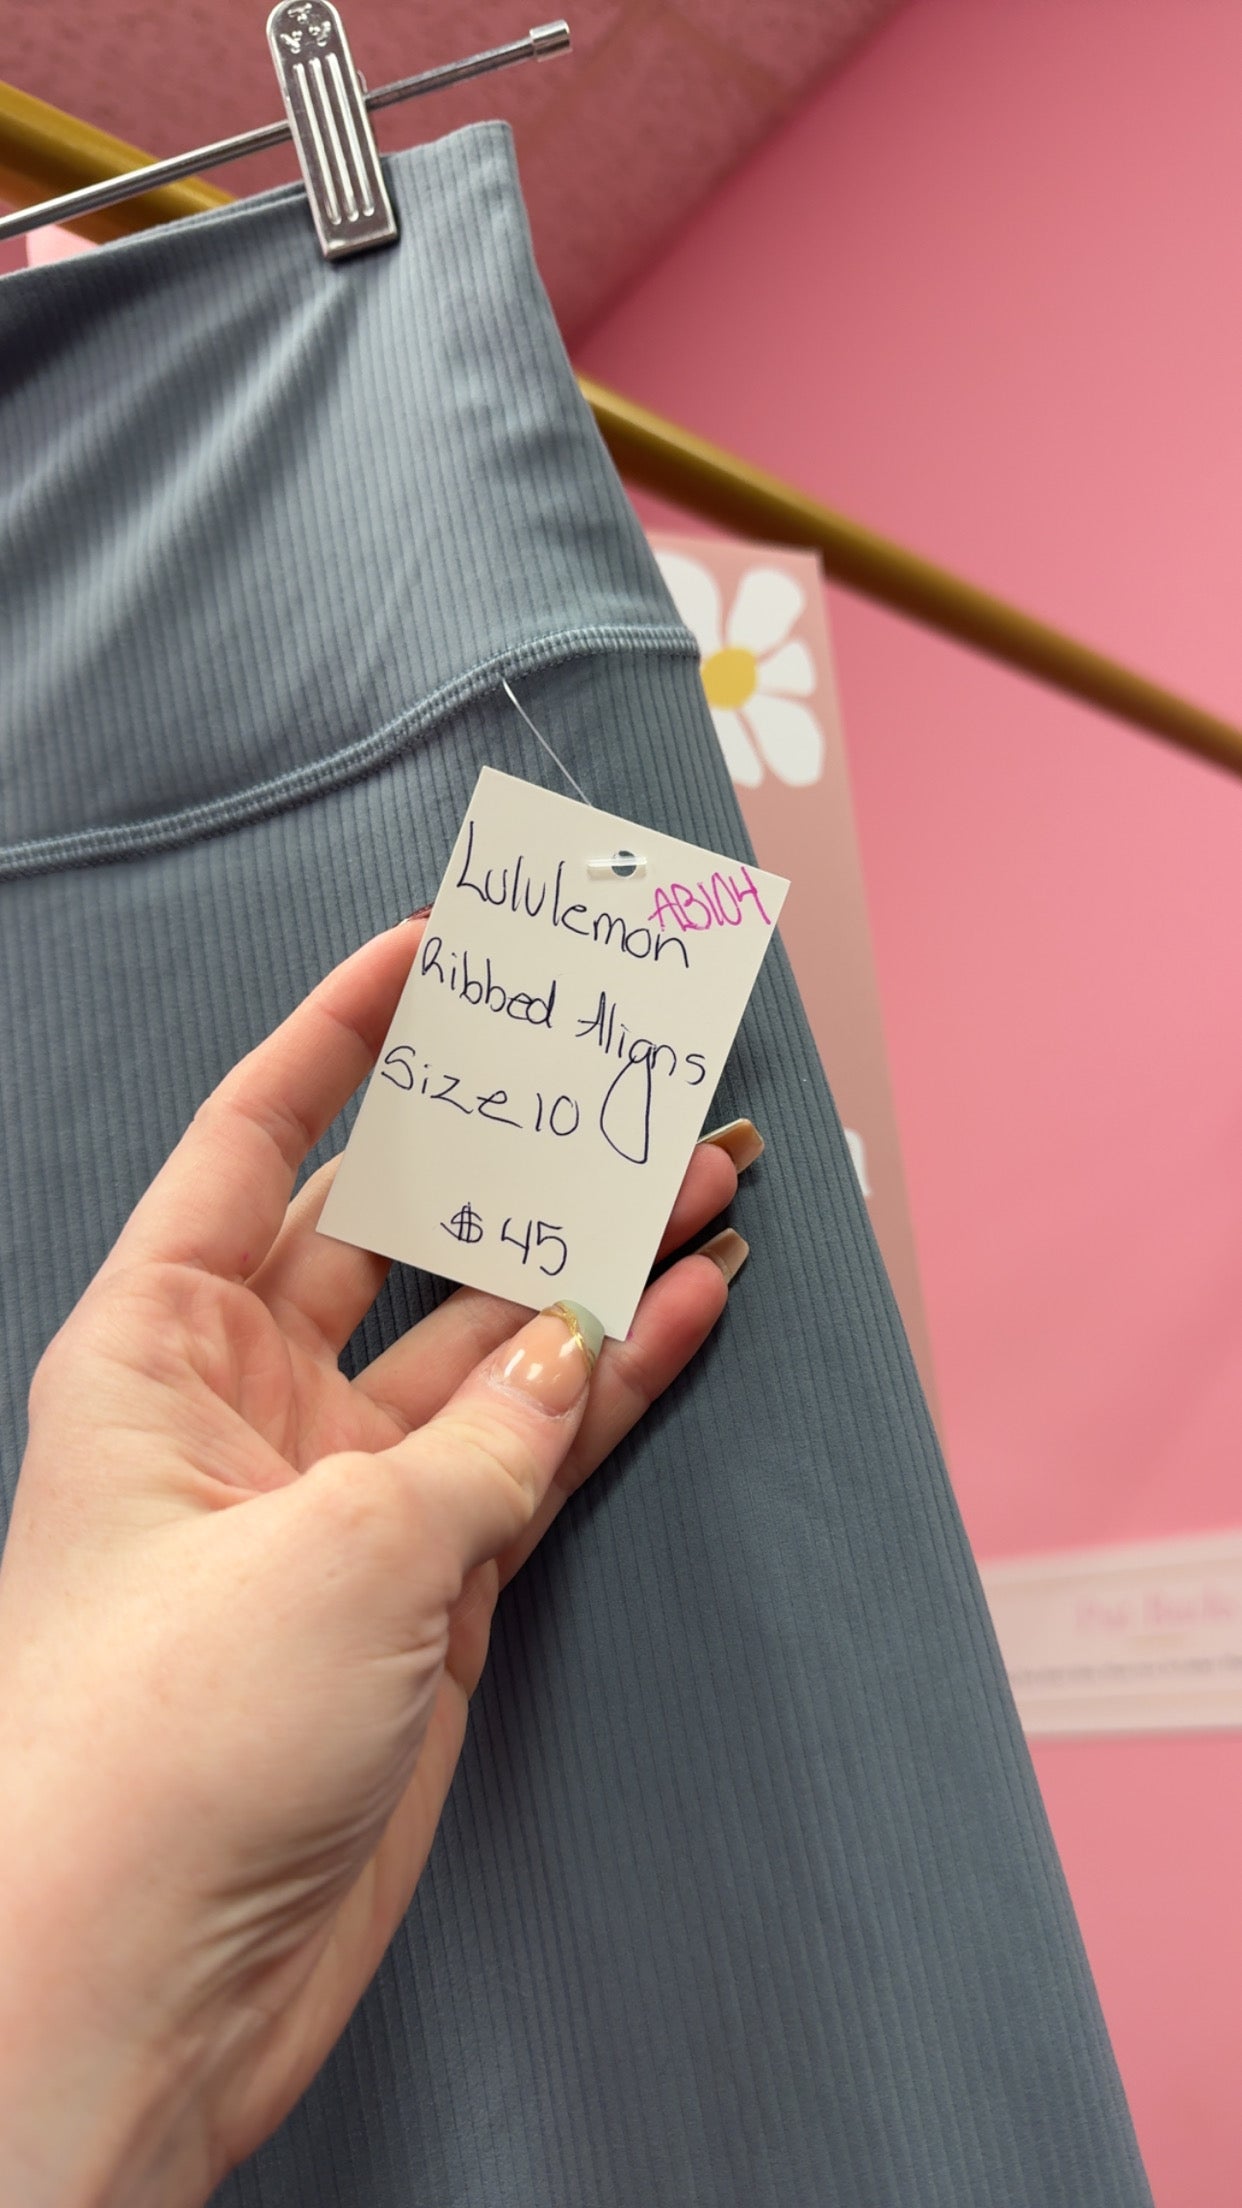 Lululemon
AB104
Ribbed Aligns
Size 10
$45